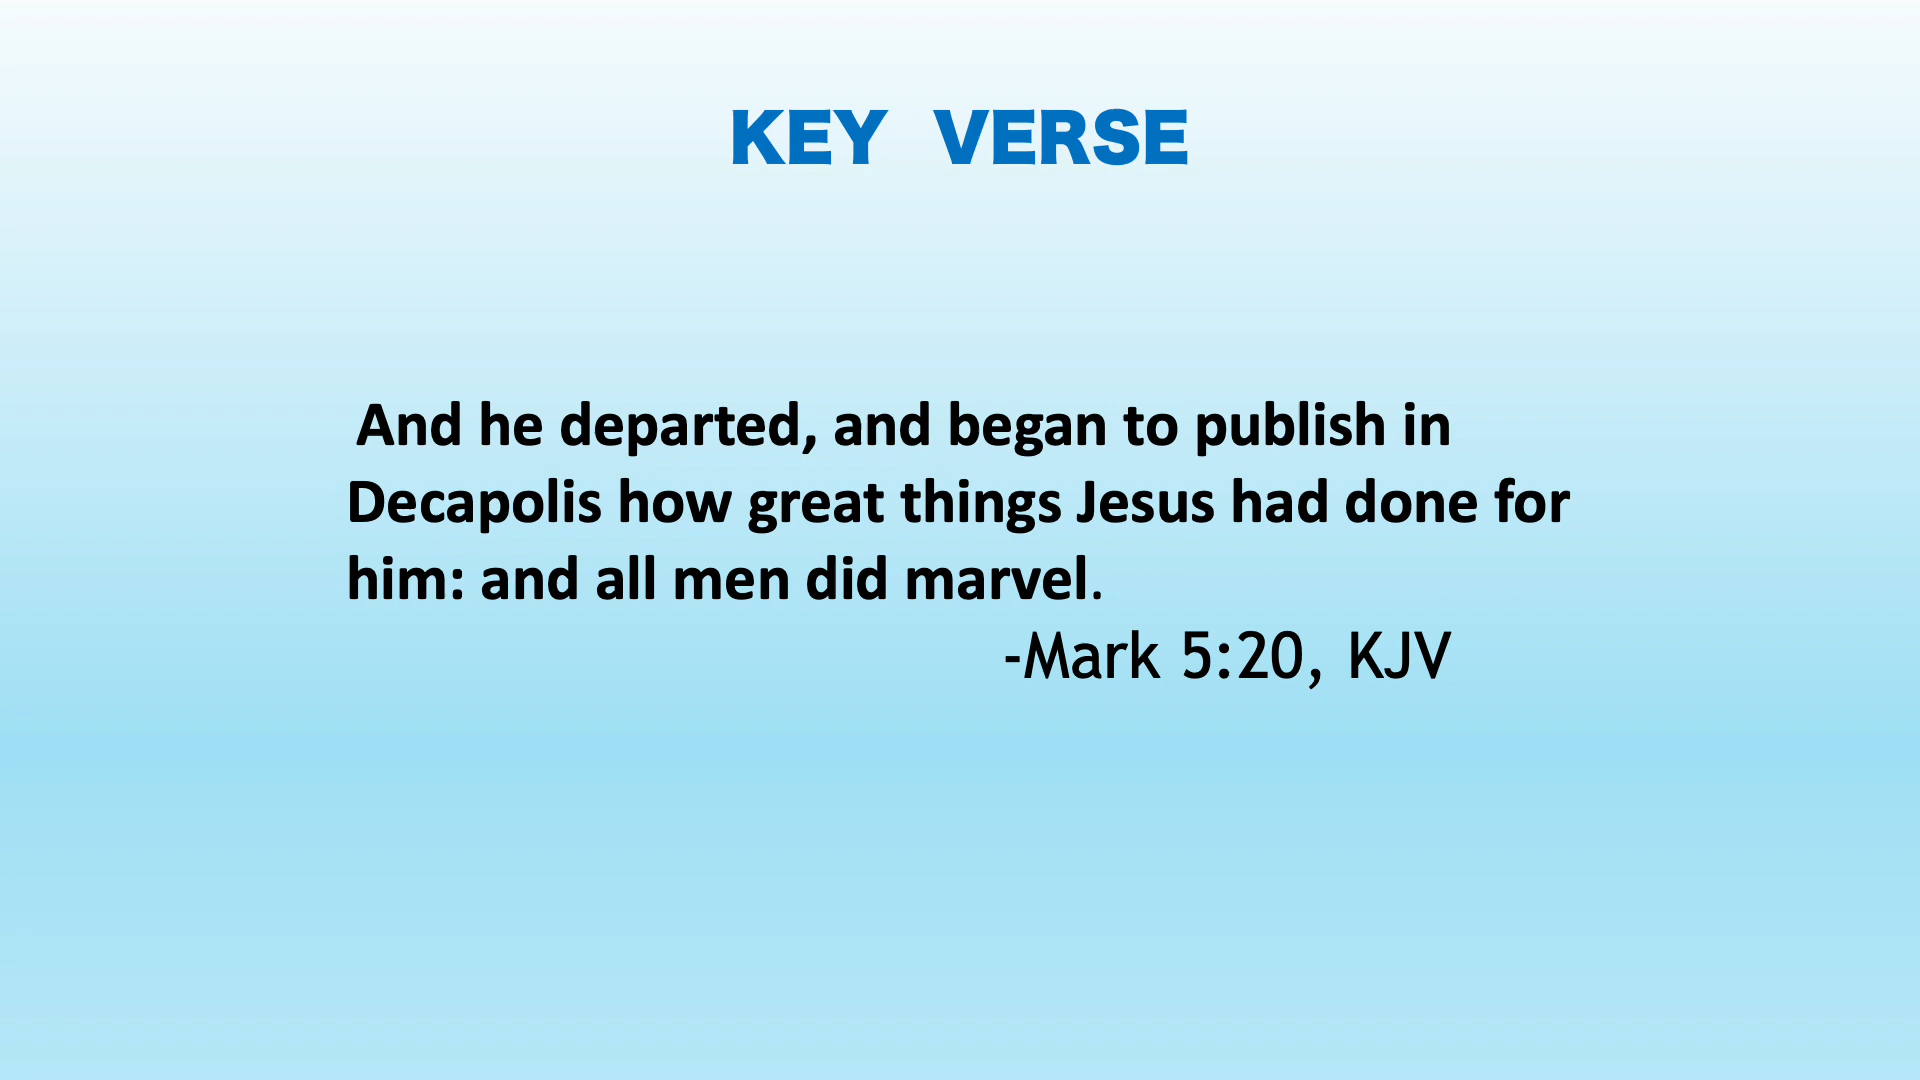 KEY VERSE
And he departed, and began to publish in
Decapolis how great things Jesus had done for
him: and all men did marvel.
-Mark 5:20, KJV